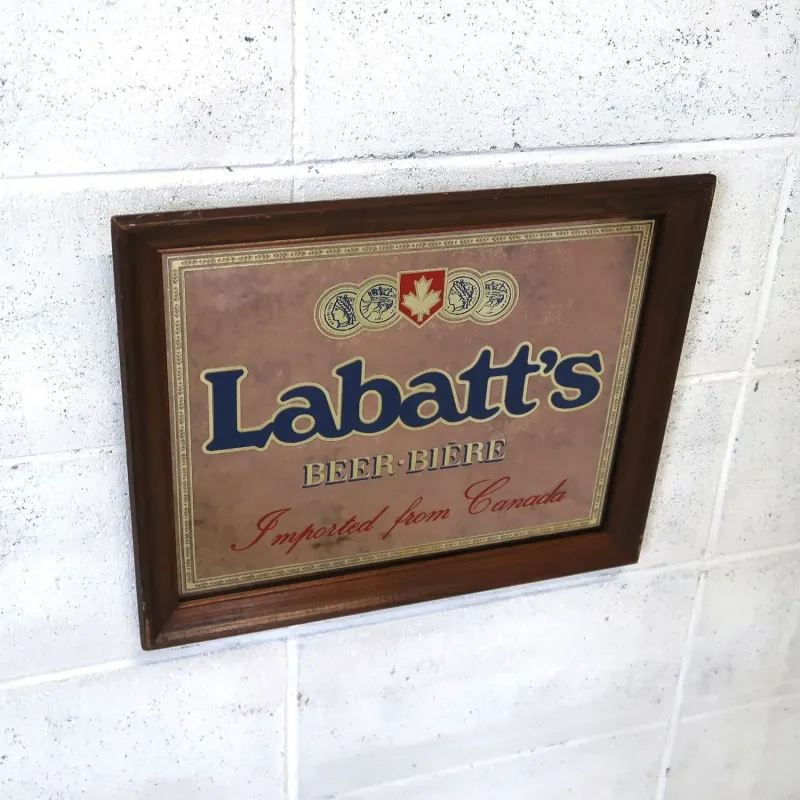 Labatt's
BEER·BIÈRE
Imported from Canada